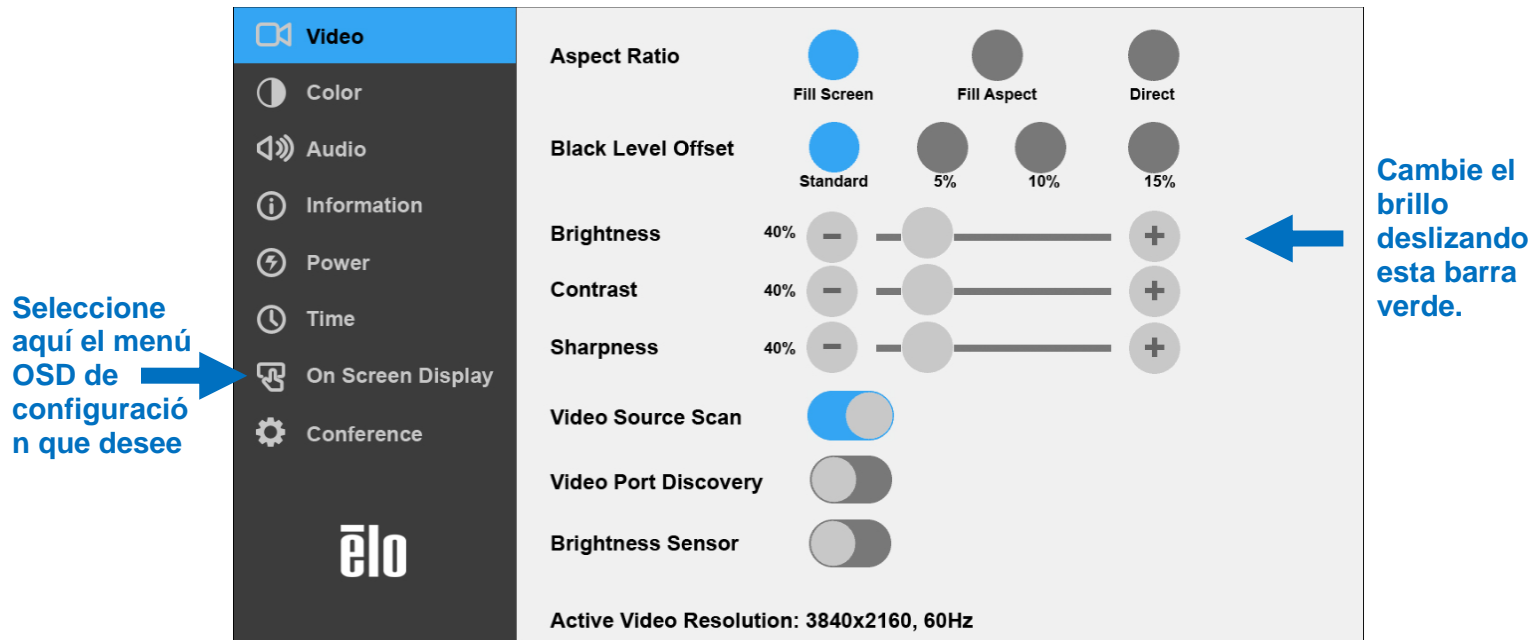 Video
Color
Audio
Information
Power
Time
On Screen Display
Conference
ēlo
Seleccione
aquí el menú
OSD de
configuració
n que desee
Aspect Ratio
Fill Screen Fill Aspect Direct
Black Level Offset
Standard 5% 10% 15%
Brightness 40% − +
Contrast 40% − +
Sharpness 40% − +
Video Source Scan
Video Port Discovery
Brightness Sensor
Active Video Resolution: 3840x2160, 60Hz
Cambie el
brillo
deslizando
esta barra
verde.